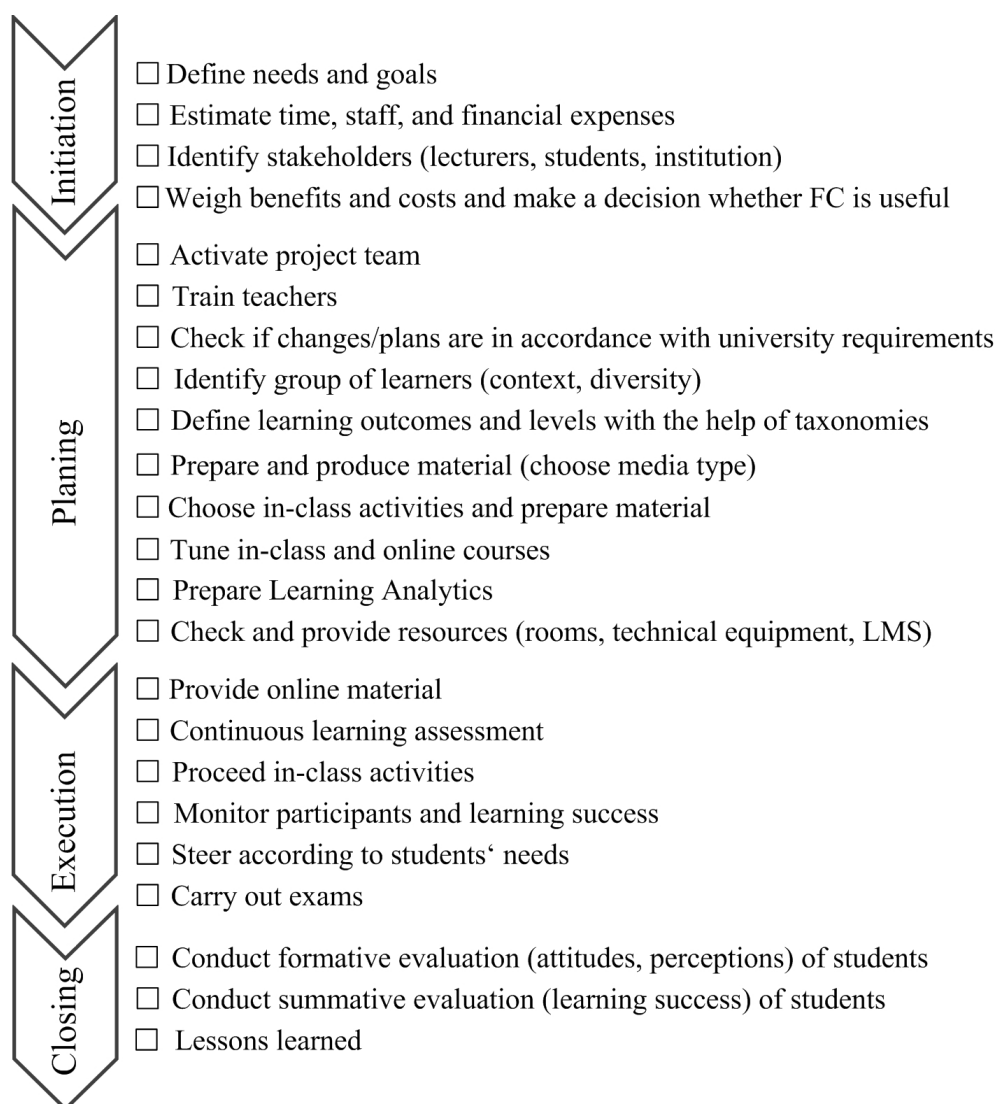 Initiation
☐ Define needs and goals
☐ Estimate time, staff, and financial expenses
☐ Identify stakeholders (lecturers, students, institution)
☐ Weigh benefits and costs and make a decision whether FC is useful
Planing
☐ Activate project team
☐ Train teachers
☐ Check if changes/plans are in accordance with university requirements
☐ Identify group of learners (context, diversity)
☐ Define learning outcomes and levels with the help of taxonomies
☐ Prepare and produce material (choose media type)
☐ Choose in-class activities and prepare material
☐ Tune in-class and online courses
☐ Prepare Learning Analytics
☐ Check and provide resources (rooms, technical equipment, LMS)
Execution
☐ Provide online material
☐ Continuous learning assessment
☐ Proceed in-class activities
☐ Monitor participants and learning success
☐ Steer according to students‘ needs
☐ Carry out exams
Closing
☐ Conduct formative evaluation (attitudes, perceptions) of students
☐ Conduct summative evaluation (learning success) of students
☐ Lessons learned